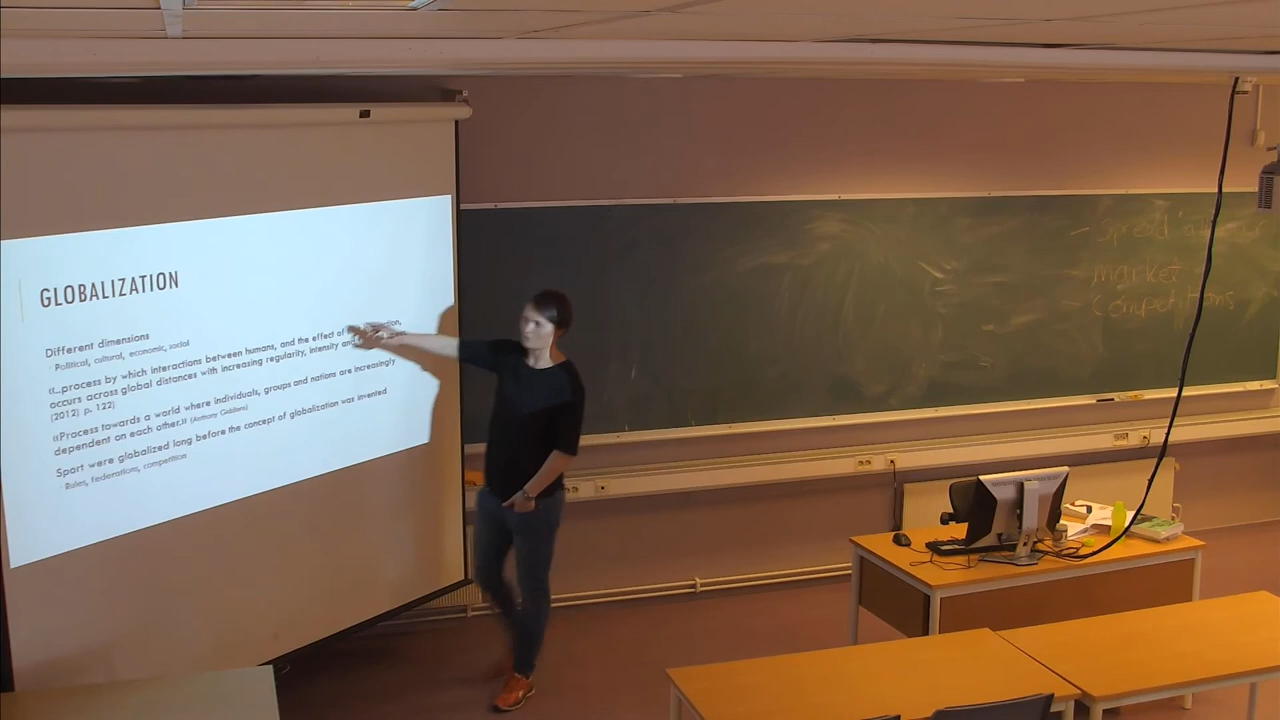 GLOBALIZATION
Different dimensions
Political, cultural, economic, social
«..process by which interactions between humans, and the effect of
occurs across global distances with increasing regularity, intensity and
(2012) p. 122)
«Process towards a world where individuals, groups and nations are increasingly
dependent on each other.» (Anthony Giddens)
Sport were globalized long before the concept of globalization was invented
Rules, federations, competition
- Spread
market
Competitions